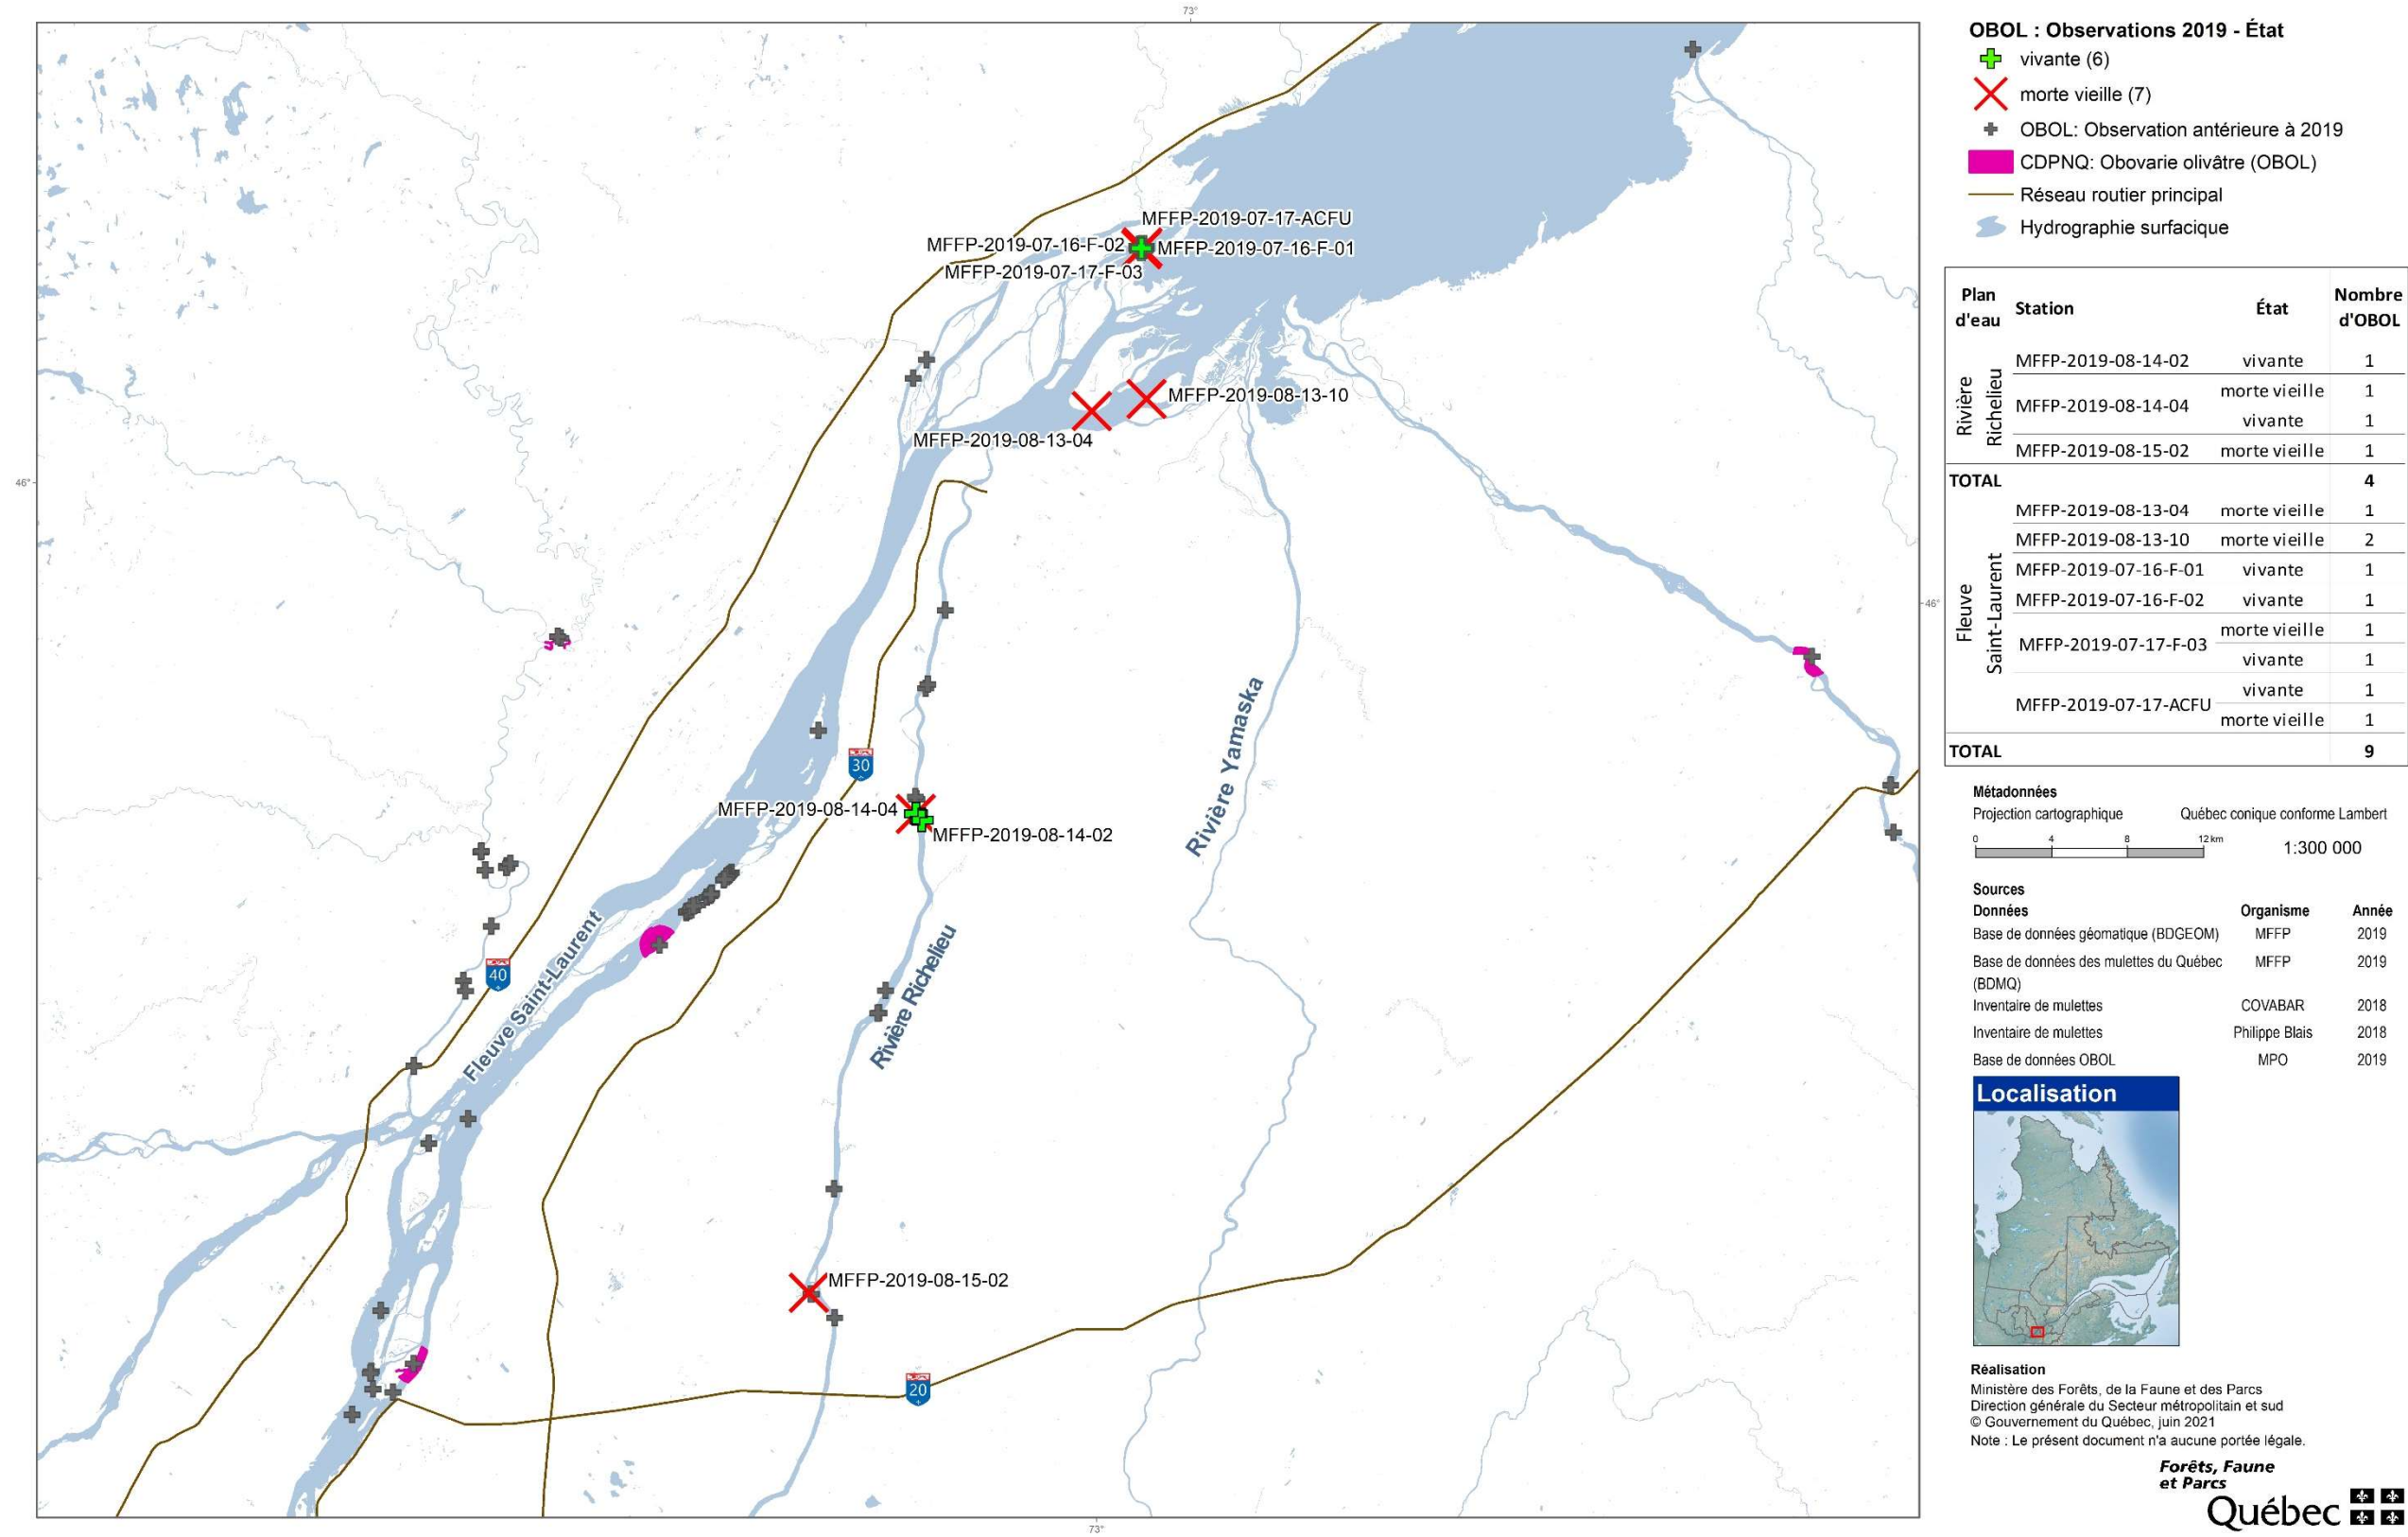 73°
MFFP-2019-07-17-ACFU
MFFP-2019-07-16-F-02
MFFP-2019-07-16-F-01
MFFP-2019-07-17-F-03
MFFP-2019-08-13-10
MFFP-2019-08-13-04
46°
46°
30
MFFP-2019-08-14-04
MFFP-2019-08-14-02
Rivière Yamaska
40
Fleuve Saint-Laurent
Rivière Richelieu
MFFP-2019-08-15-02
20
73°
OBOL : Observations 2019 - État
vivante (6)
morte vieille (7)
OBOL: Observation antérieure à 2019
CDPNQ: Obovarie olivâtre (OBOL)
Réseau routier principal
Hydrographie surfacique
Plan d'eau Station État Nombre d'OBOL
Rivière Richelieu
MFFP-2019-08-14-02 vivante 1
MFFP-2019-08-14-04 morte vieille 1
vivante 1
MFFP-2019-08-15-02 morte vieille 1
TOTAL 4
Fleuve Saint-Laurent
MFFP-2019-08-13-04 morte vieille 1
MFFP-2019-08-13-10 morte vieille 2
MFFP-2019-07-16-F-01 vivante 1
MFFP-2019-07-16-F-02 vivante 1
MFFP-2019-07-17-F-03 morte vieille 1
vivante 1
MFFP-2019-07-17-ACFU vivante 1
morte vieille 1
TOTAL 9
Métadonnées
Projection cartographique Québec conique conforme Lambert
0 4 8 12 km
1:300 000
Sources
Données Organisme Année
Base de données géomatique (BDGEOM) MFFP 2019
Base de données des mulettes du Québec MFFP 2019
(BDMQ)
Inventaire de mulettes COVABAR 2018
Inventaire de mulettes Philippe Blais 2018
Base de données OBOL MPO 2019
Localisation
Réalisation
Ministère des Forêts, de la Faune et des Parcs
Direction générale du Secteur métropolitain et sud
© Gouvernement du Québec, juin 2021
Note : Le présent document n'a aucune portée légale.
Forêts, Faune
et Parcs
Québec